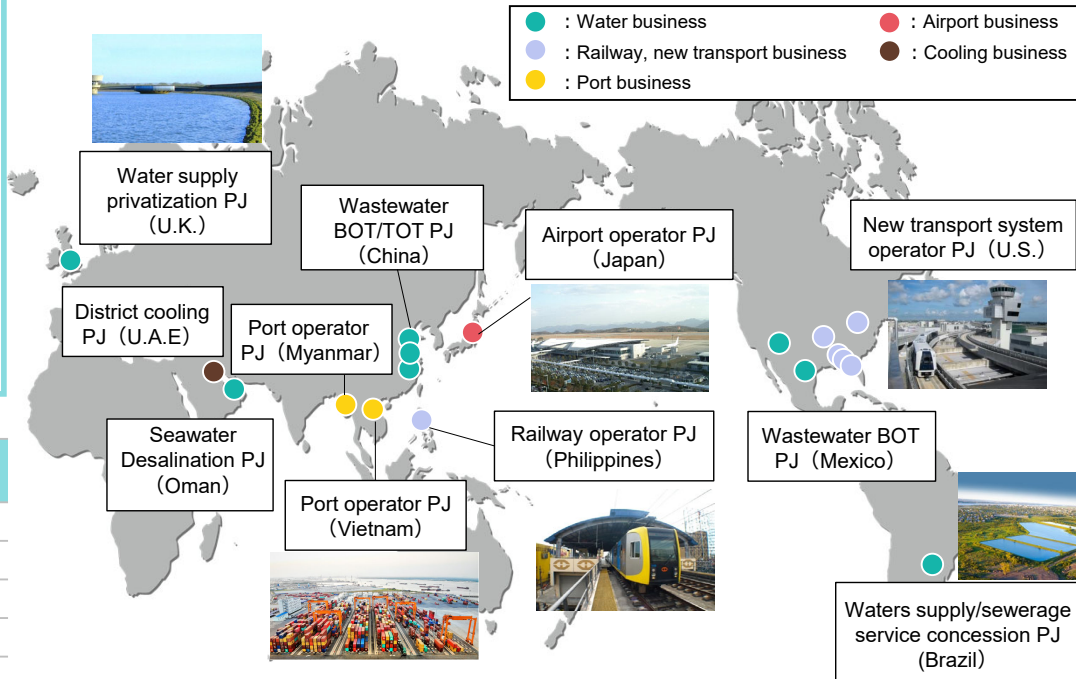 : Water business
: Airport business
: Railway, new transport business
: Cooling business
: Port business
Water supply
privatization PJ
（U.K.）
Wastewater
BOT/TOT PJ
（China）
Airport operator PJ
（Japan）
New transport system
operator PJ（U.S.）
District cooling
PJ（U.A.E）
Port operator
PJ（Myanmar）
Seawater
Desalination PJ
（Oman）
Railway operator PJ
（Philippines）
Wastewater BOT
PJ（Mexico）
Port operator PJ
（Vietnam）
Waters supply/sewerage
service concession PJ
(Brazil）